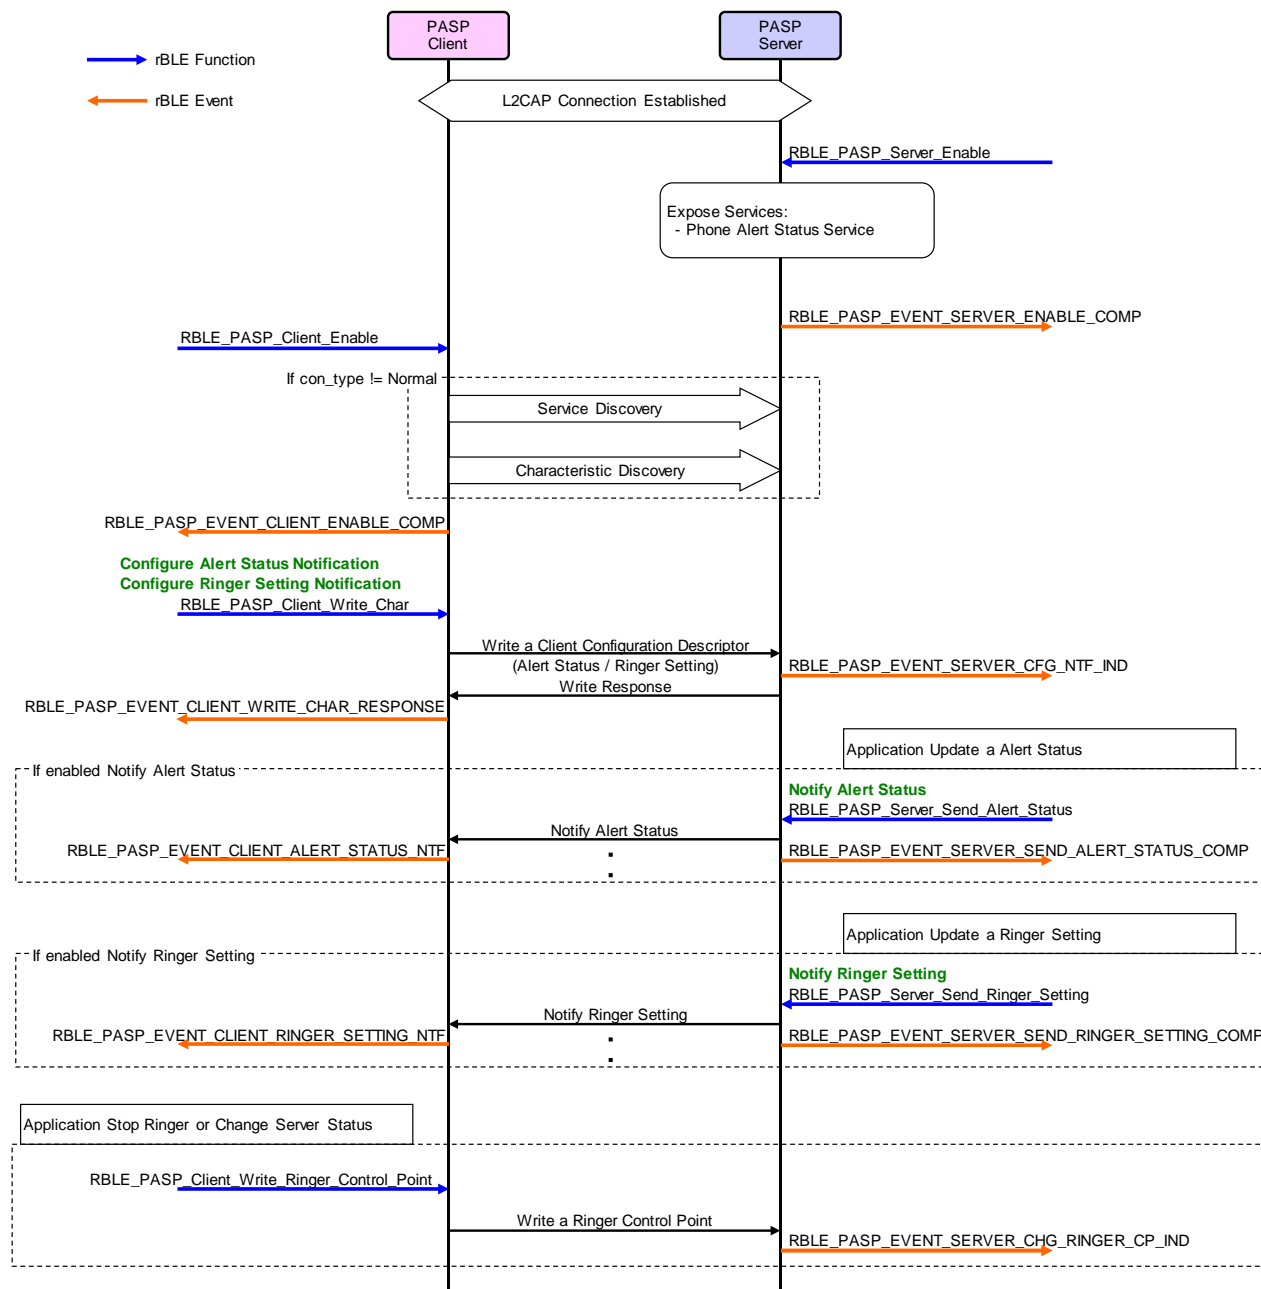 PASP
Client
PASP
Server
rBLE Function
rBLE Event
L2CAP Connection Established
RBLE_PASP_Server_Enable
Expose Services:
- Phone Alert Status Service
RBLE_PASP_EVENT_SERVER_ENABLE_COMP
RBLE_PASP_Client_Enable
If con_type != Normal
Service Discovery
Characteristic Discovery
RBLE_PASP_EVENT_CLIENT_ENABLE_COMP
Configure Alert Status Notification
Configure Ringer Setting Notification
RBLE_PASP_Client_Write_Char
Write a Client Configuration Descriptor
(Alert Status / Ringer Setting)
RBLE_PASP_EVENT_SERVER_CFG_NTF_IND
Write Response
RBLE_PASP_EVENT_CLIENT_WRITE_CHAR_RESPONSE
Application Update a Alert Status
If enabled Notify Alert Status
Notify Alert Status
RBLE_PASP_Server_Send_Alert_Status
Notify Alert Status
RBLE_PASP_EVENT_CLIENT_ALERT_STATUS_NTF
RBLE_PASP_EVENT_SERVER_SEND_ALERT_STATUS_COMP
Application Update a Ringer Setting
If enabled Notify Ringer Setting
Notify Ringer Setting
RBLE_PASP_Server_Send_Ringer_Setting
Notify Ringer Setting
RBLE_PASP_EVENT_CLIENT_RINGER_SETTING_NTF
RBLE_PASP_EVENT_SERVER_SEND_RINGER_SETTING_COMP
Application Stop Ringer or Change Server Status
RBLE_PASP_Client_Write_Ringer_Control_Point
Write a Ringer Control Point
RBLE_PASP_EVENT_SERVER_CHG_RINGER_CP_IND